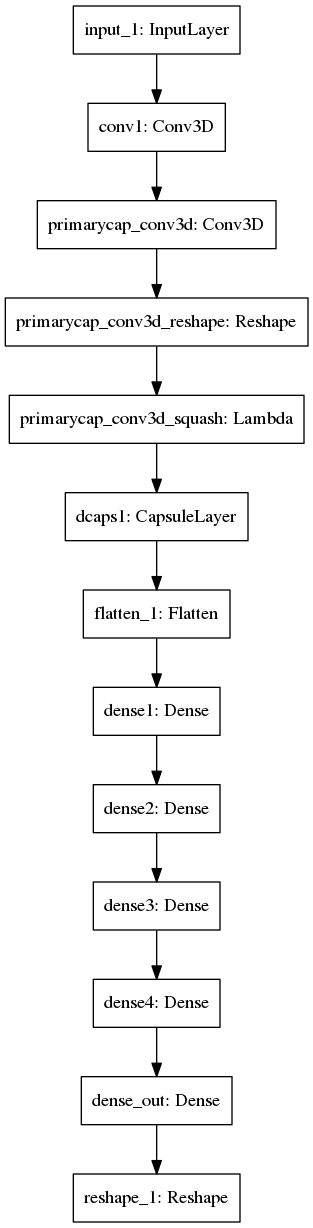 input_1: InputLayer
conv1: Conv3D
primarycap_conv3d: Conv3D
primarycap_conv3d_reshape: Reshape
primarycap_conv3d_squash: Lambda
dcaps1: CapsuleLayer
flatten_1: Flatten
dense1: Dense
dense2: Dense
dense3: Dense
dense4: Dense
dense_out: Dense
reshape_1: Reshape